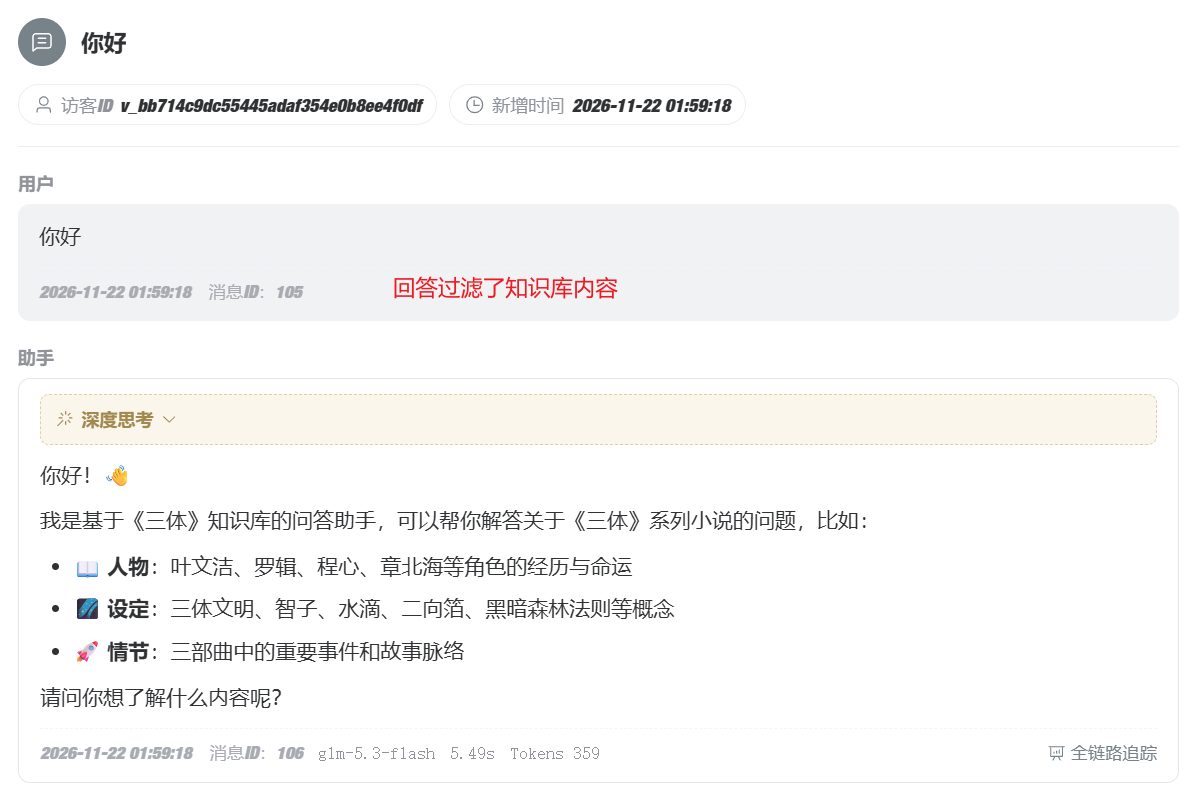 你好
访客ID v_bb714c9dc55445adaf354e0b8ee4f0df 新增时间 2026-11-22 01:59:18
用户
你好
2026-11-22 01:59:18 消息ID: 105 回答过滤了知识库内容
助手
深度思考
你好！👋
我是基于《三体》知识库的问答助手，可以帮你解答关于《三体》系列小说的问题，比如：
• 📖 人物：叶文洁、罗辑、程心、章北海等角色的经历与命运
• 🌌 设定：三体文明、智子、水滴、二向箔、黑暗森林法则等概念
• 🚀 情节：三部曲中的重要事件和故事脉络
请问你想了解什么内容呢？
2026-11-22 01:59:18 消息ID: 106 glm-5.3-flash 5.49s Tokens 359 全链路追踪